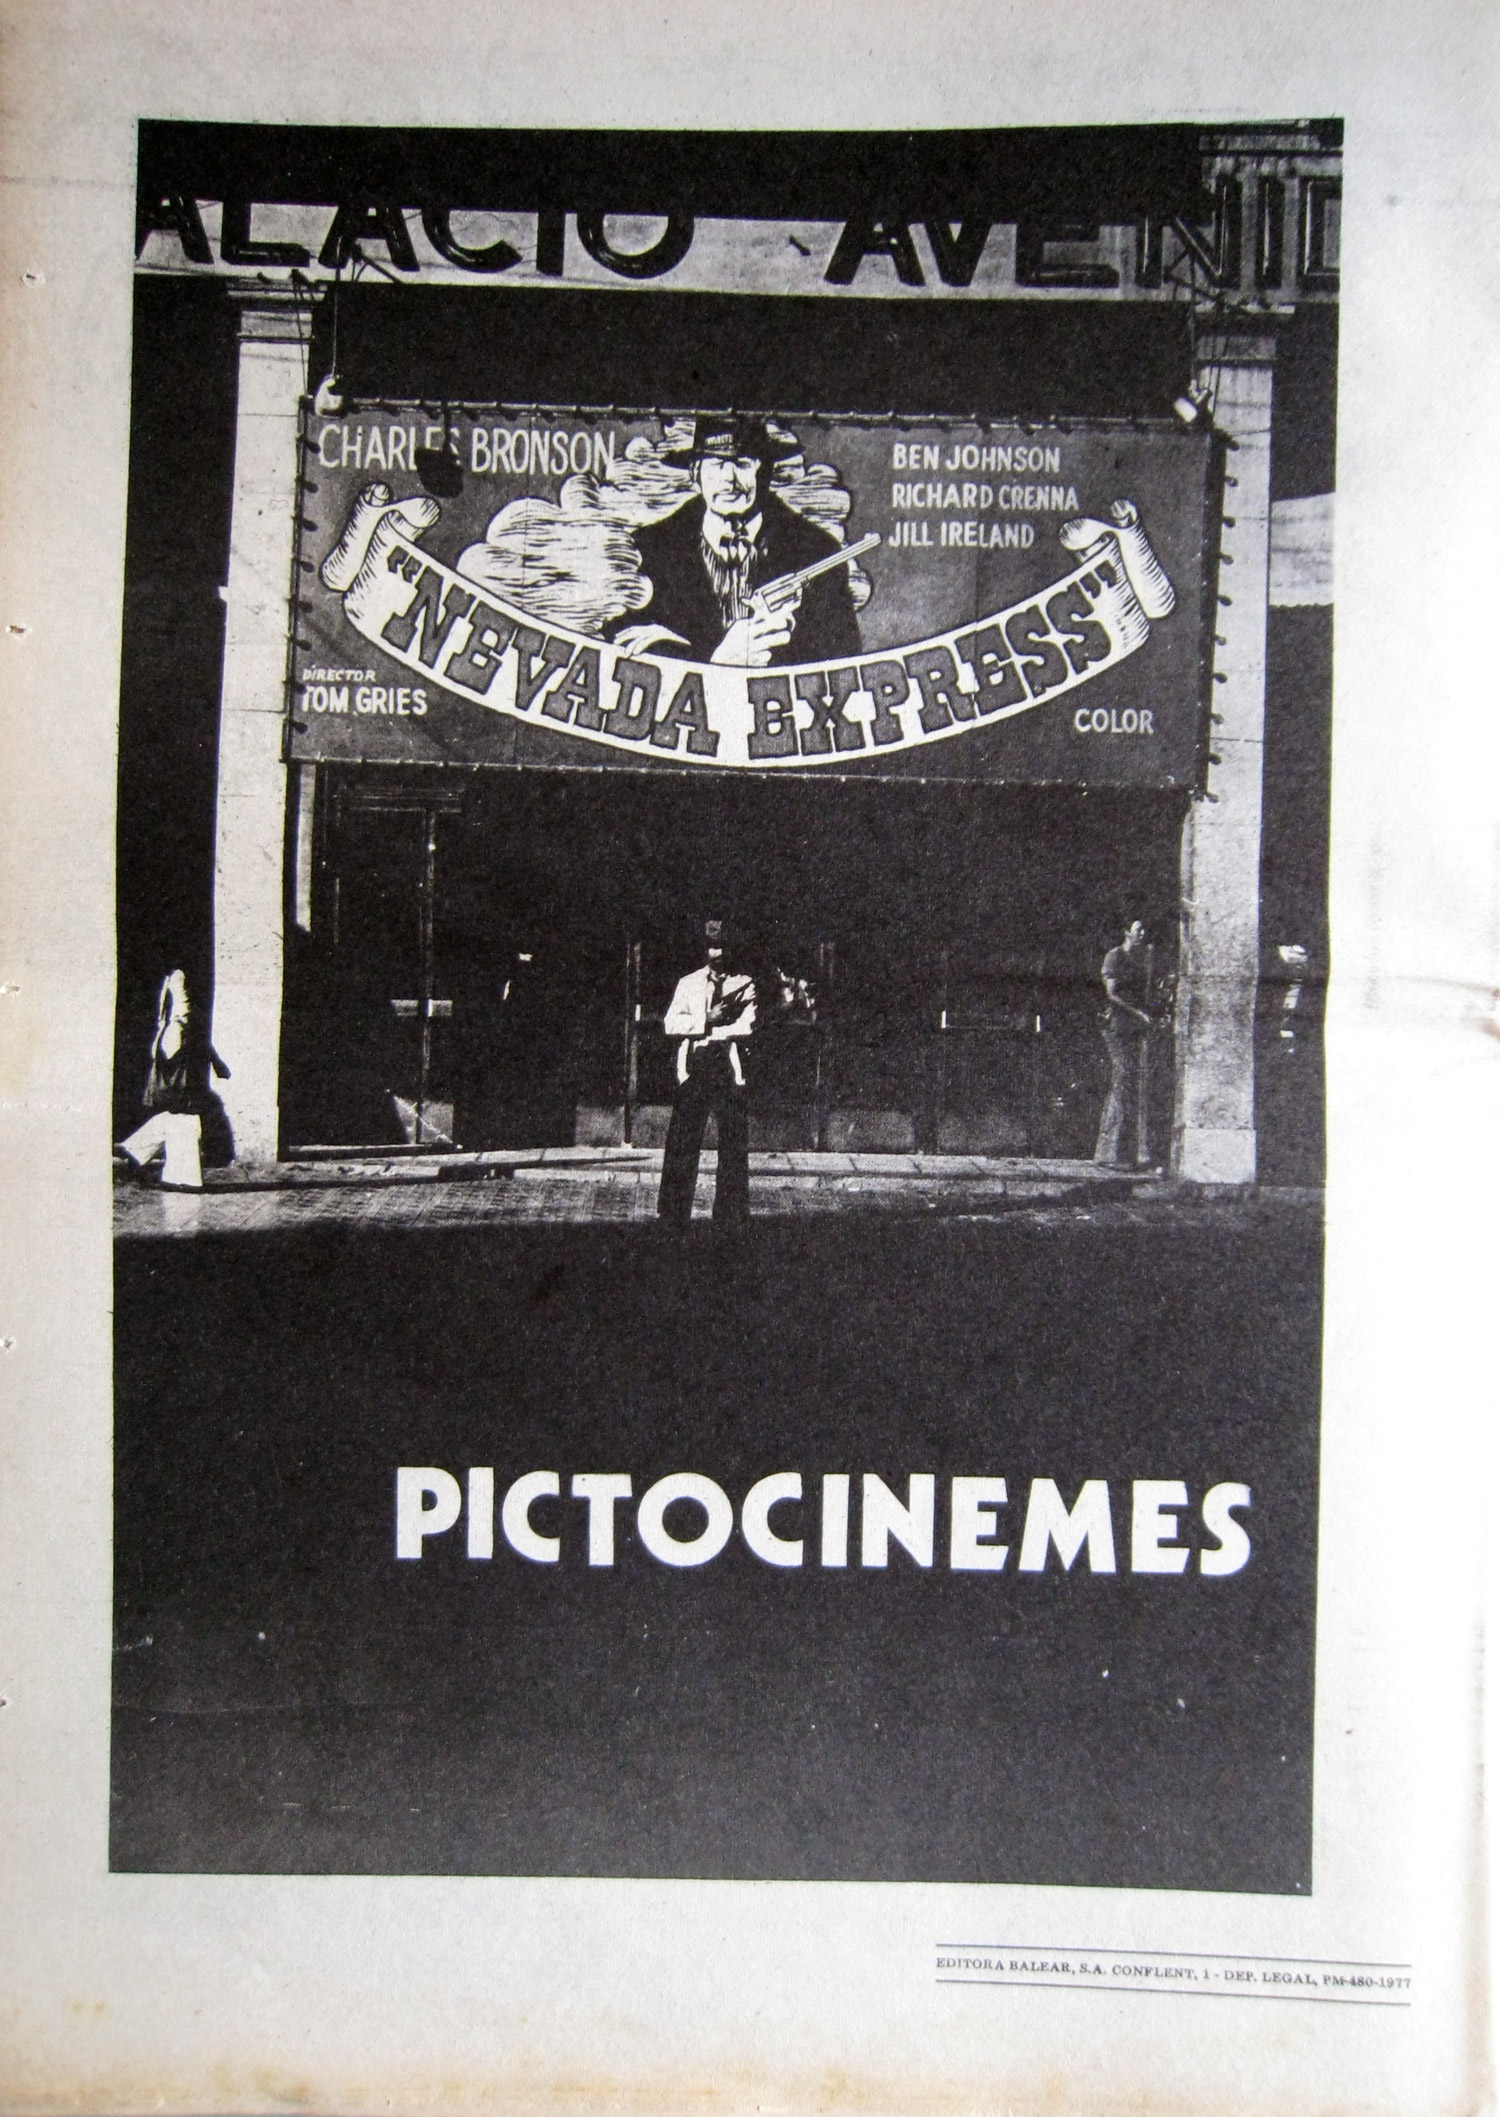 ALACIO AVENID
CHARLES BRONSON
BEN JOHNSON
RICHARD CRENNA
JILL IRELAND
"NEVADA EXPRESS"
DIRECTOR
TOM GRIES
COLOR
PICTOCINEMES
EDITORA BALEAR, S.A. CONFLENT, 1 - DEP. LEGAL, PM-480-1977